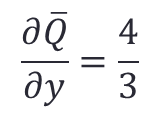 ∂Q̅/∂y = 4/3